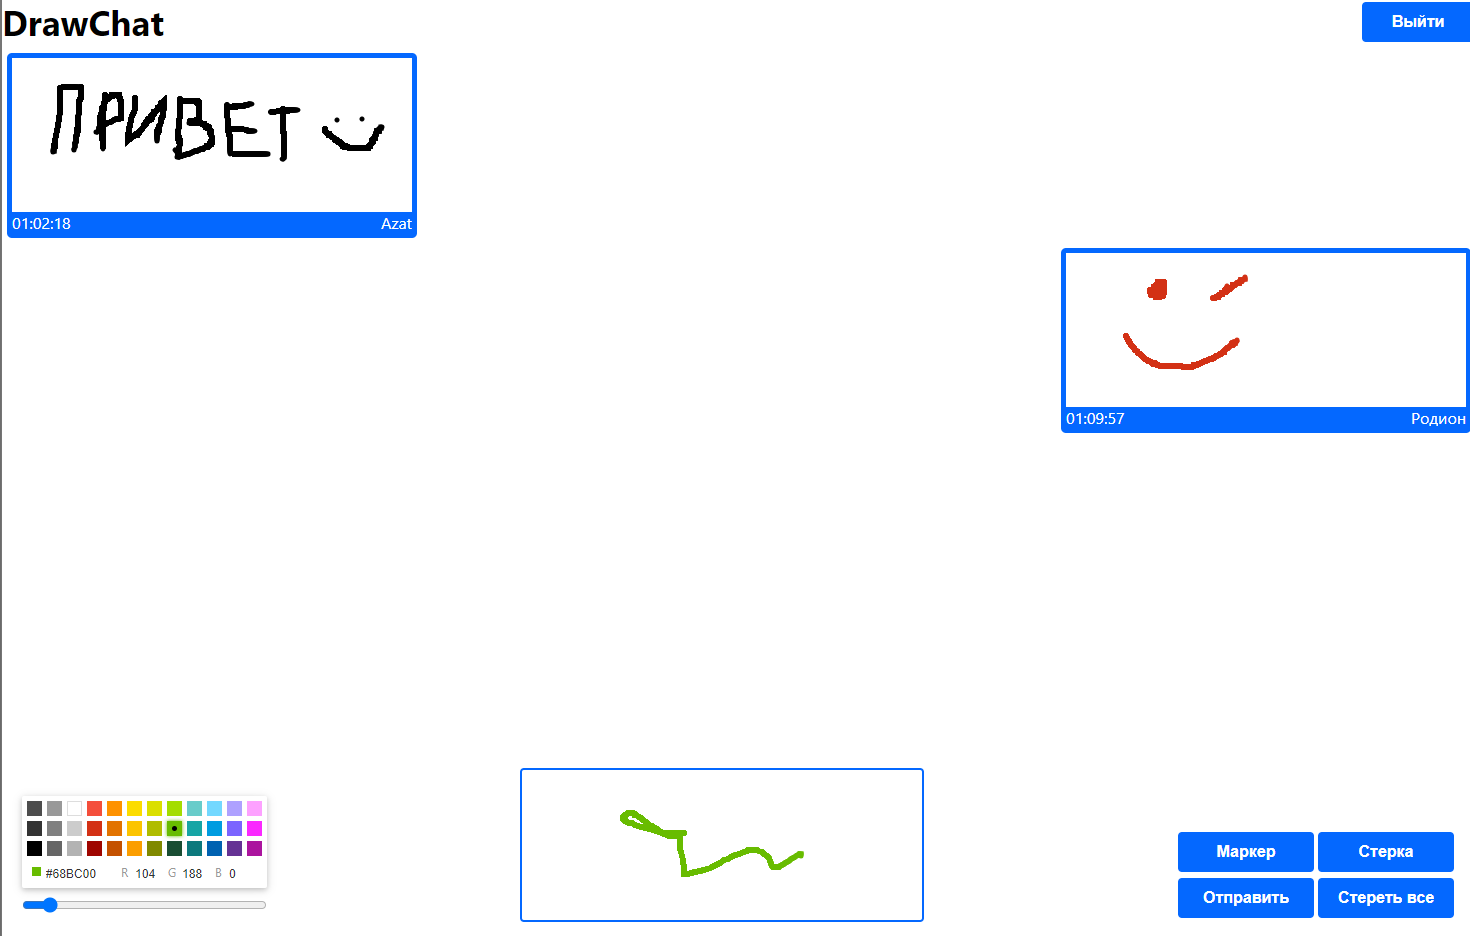 DrawChat
Выйти
ПРИВЕТ
01:02:18 Azat
01:09:57 Родион
#68BC00 R 104 G 188 B 0
Маркер Стерка
Отправить Стереть все